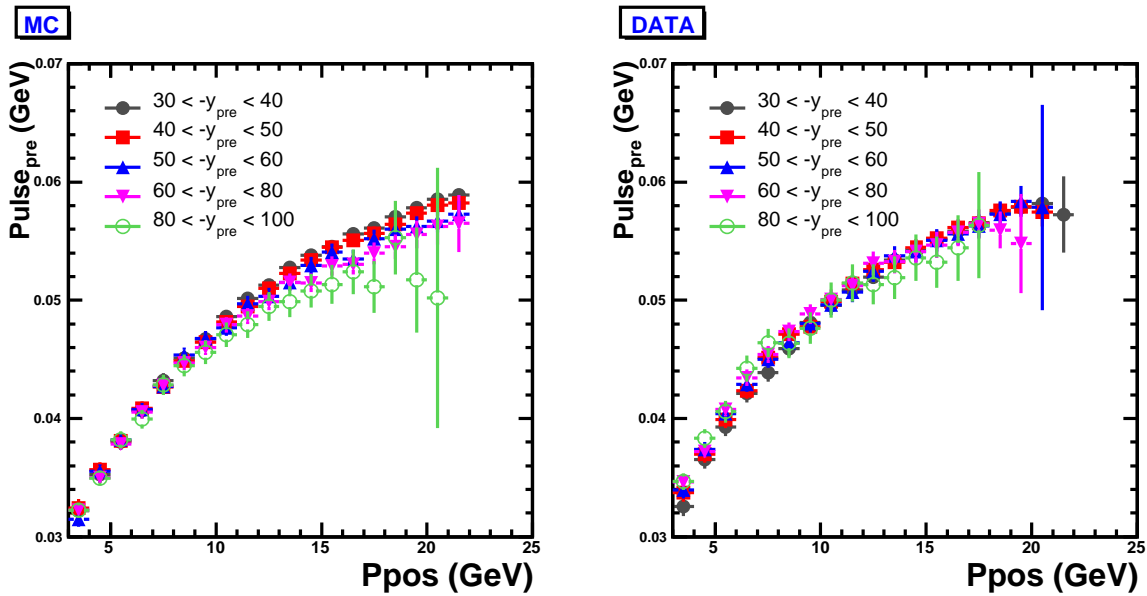 MC
Pulse_pre (GeV)
0.07
0.06
0.05
0.04
0.03
30 < -y_pre < 40
40 < -y_pre < 50
50 < -y_pre < 60
60 < -y_pre < 80
80 < -y_pre < 100
5 10 15 20 25
Ppos (GeV)
DATA
Pulse_pre (GeV)
0.07
0.06
0.05
0.04
0.03
30 < -y_pre < 40
40 < -y_pre < 50
50 < -y_pre < 60
60 < -y_pre < 80
80 < -y_pre < 100
5 10 15 20 25
Ppos (GeV)